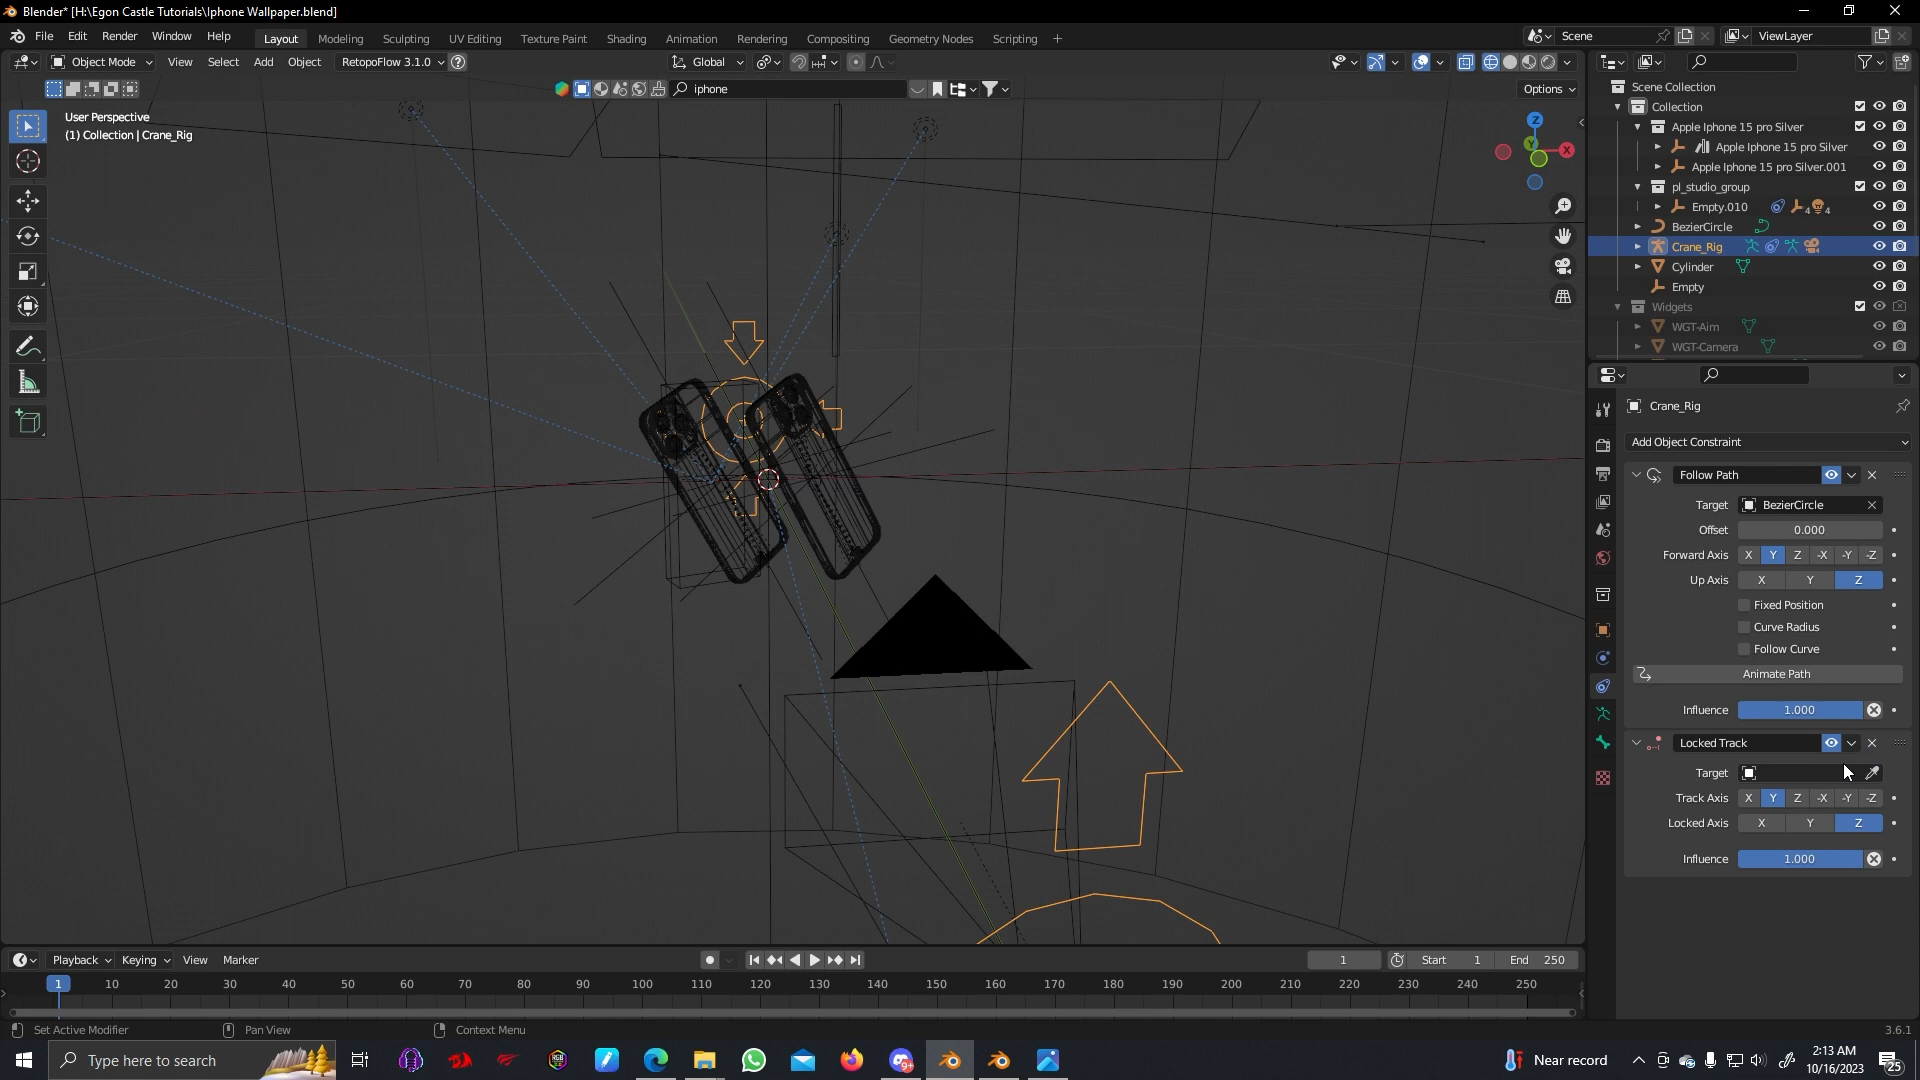 Blender* [H:\Egon Castle Tutorials\Iphone Wallpaper.blend]
File Edit Render Window Help Layout Modeling Sculpting UV Editing Texture Paint Shading Animation Rendering Compositing Geometry Nodes Scripting + Scene ViewLayer
Object Mode View Select Add Object RetopoFlow 3.1.0 ? Global
iphone Options
User Perspective
(1) Collection | Crane_Rig
Z
Y
X
Scene Collection
Collection
Apple Iphone 15 pro Silver
Apple Iphone 15 pro Silver
Apple Iphone 15 pro Silver.001
pl_studio_group
Empty.010 4 4
BezierCircle
Crane_Rig
Cylinder
Empty
Widgets
WGT-Aim
WGT-Camera
Crane_Rig
Add Object Constraint
Follow Path
Target BezierCircle
Offset 0.000
Forward Axis X Y Z -X -Y -Z
Up Axis X Y Z
Fixed Position
Curve Radius
Follow Curve
Animate Path
Influence 1.000
Locked Track
Target
Track Axis X Y Z -X -Y -Z
Locked Axis X Y Z
Influence 1.000
Playback Keying View Marker 1 Start 1 End 250
1 10 20 30 40 50 60 70 80 90 100 110 120 130 140 150 160 170 180 190 200 210 220 230 240 250
Set Active Modifier Pan View Context Menu 3.6.1
Type here to search 9+ Near record 2:13 AM
10/16/2023 25